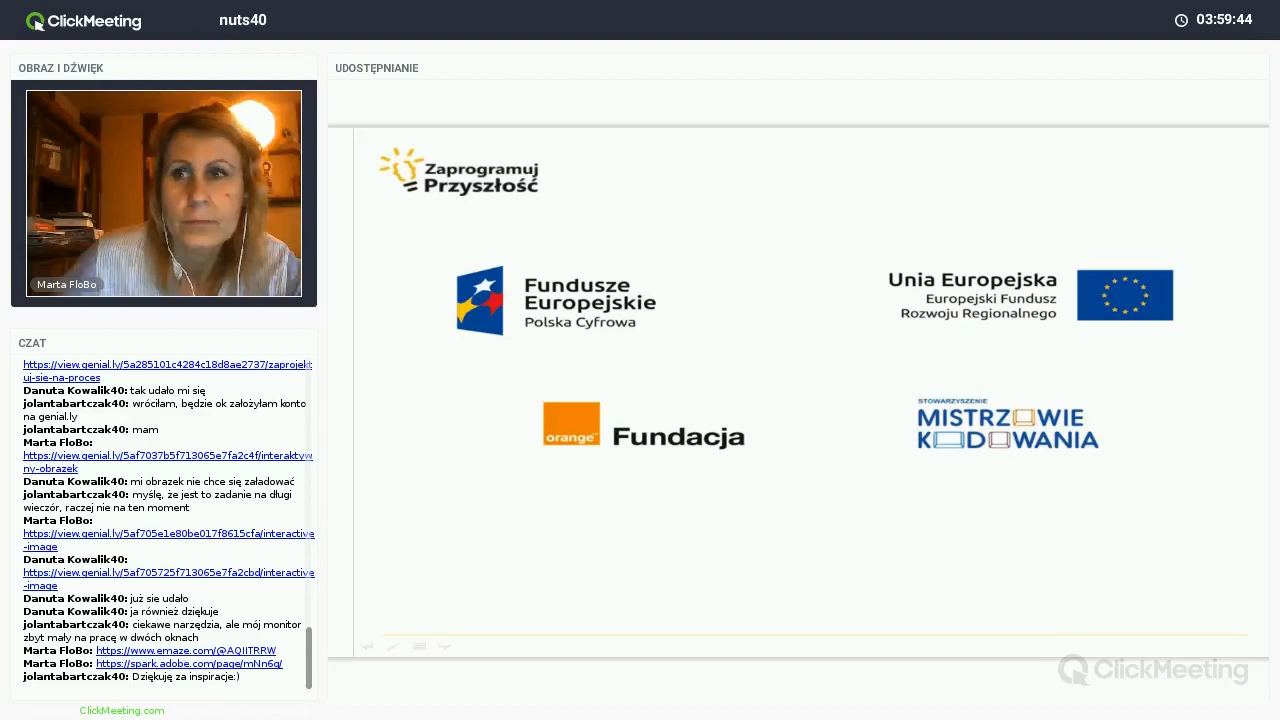 ClickMeeting
nuts40
03:59:44
OBRAZ I DŹWIĘK
Marta FloBo
CZAT
https://view.genial.ly/5a285101c4284c18d8ae2737/zaprojekt
uj-sie-na-proces
Danuta Kowalik40: tak udało mi się
jolantabartczak40: wróciłam, będzie ok założyłam konto
na genial.ly
jolantabartczak40: mam
Marta FloBo:
https://view.genial.ly/5af7037b5f713065e7fa2c4f/interaktyw
ny-obrazek
Danuta Kowalik40: mi obrazek nie chce się załadować
jolantabartczak40: myślę, że jest to zadanie na długi
wieczór, raczej nie na ten moment
Marta FloBo:
https://view.genial.ly/5af705e1e80be017f8615cfa/interactive
-image
Danuta Kowalik40:
https://view.genial.ly/5af705725f713065e7fa2cbd/interactive
-image
Danuta Kowalik40: już sie udało
Danuta Kowalik40: ja również dziękuje
jolantabartczak40: ciekawe narzędzia, ale mój monitor
zbyt mały na pracę w dwóch oknach
Marta FloBo: https://www.emaze.com/@AQIITRRW
Marta FloBo: https://spark.adobe.com/page/mNn6q/
jolantabartczak40: Dziękuję za inspiracje:)
ClickMeeting.com
UDOSTĘPNIANIE
Zaprogramuj
Przyszłość
Fundusze
Europejskie
Polska Cyfrowa
Unia Europejska
Europejski Fundusz
Rozwoju Regionalnego
orange™
Fundacja
STOWARZYSZENIE
MISTRZOWIE
KODOWANIA
ClickMeeting